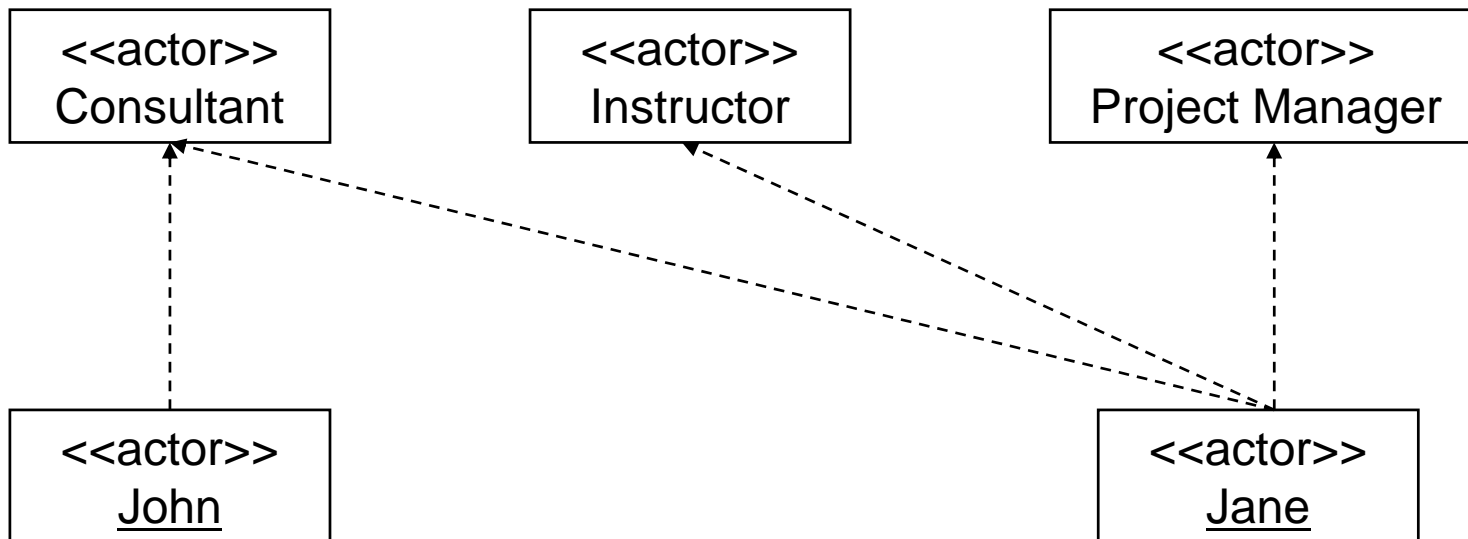 <<actor>>
Consultant
<<actor>>
Instructor
<<actor>>
Project Manager
<<actor>>
John
<<actor>>
Jane